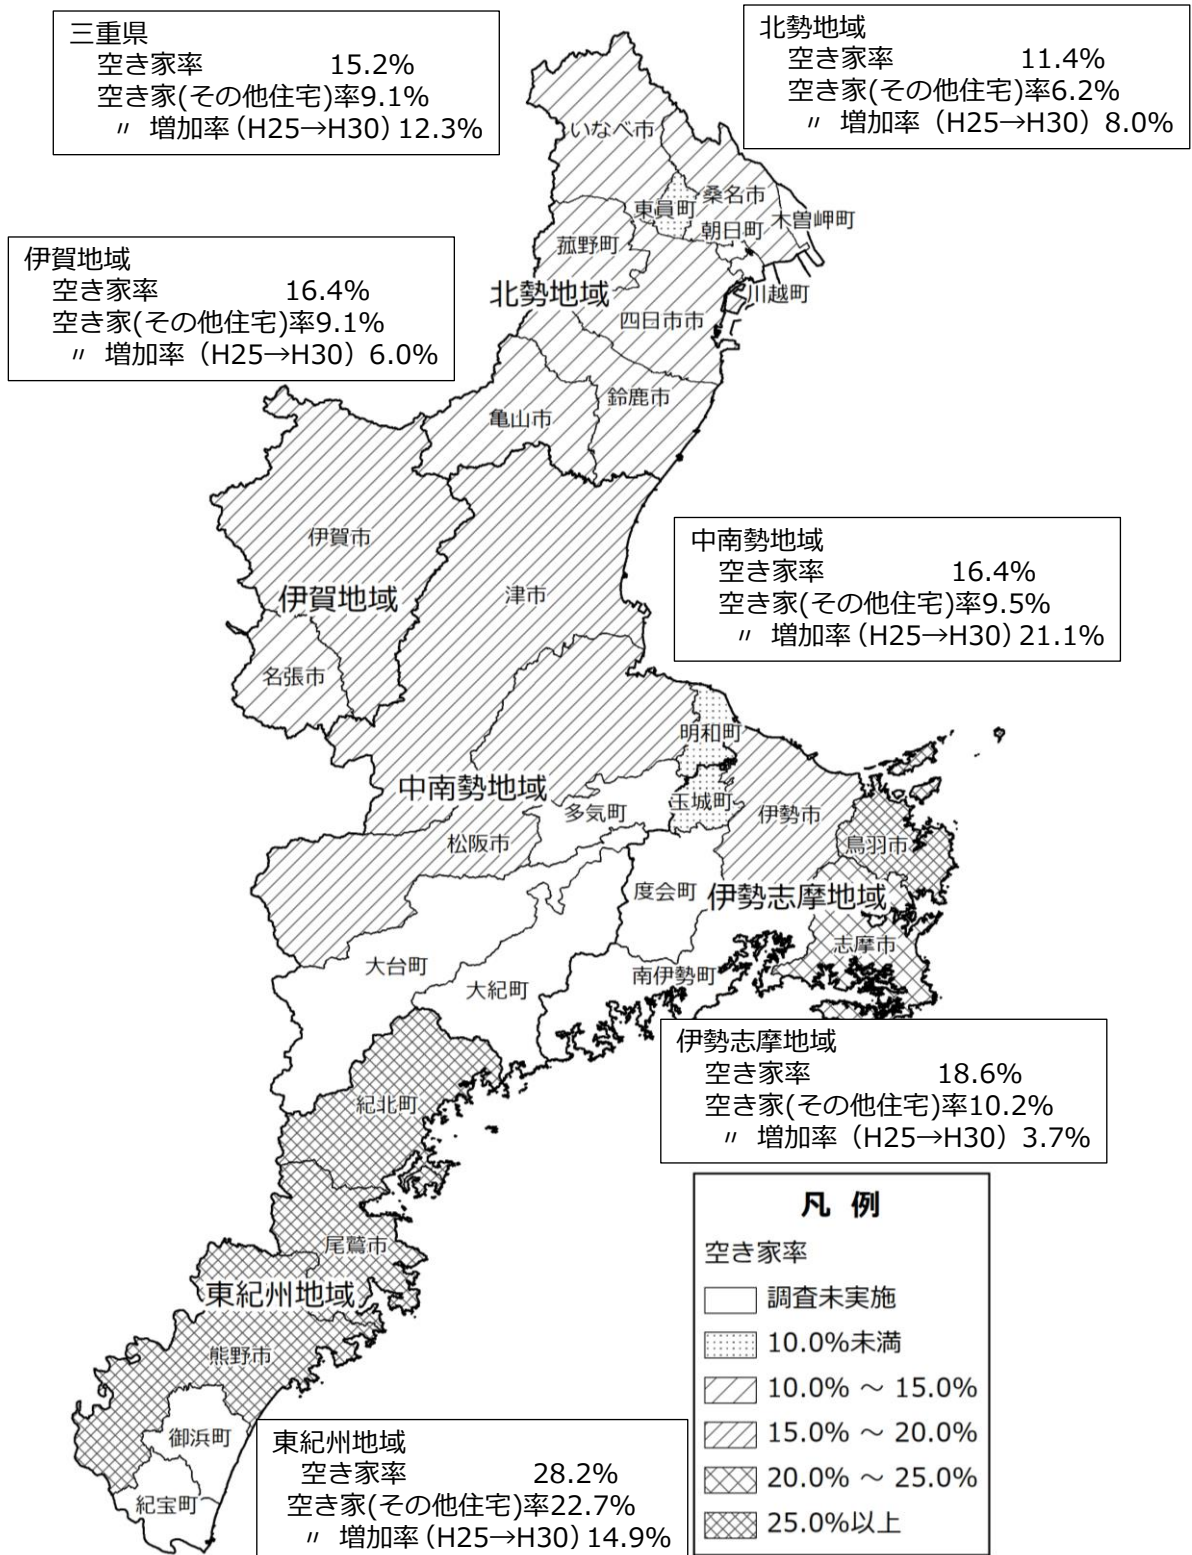 三重県
空き家率 15.2%
空き家(その他住宅)率9.1%
〃 増加率(H25→H30)12.3%
北勢地域
空き家率 11.4%
空き家(その他住宅)率6.2%
〃 増加率(H25→H30)8.0%
いなべ市
桑名市
東員町
木曽岬町
朝日町
菰野町
川越町
北勢地域
四日市市
伊賀地域
空き家率 16.4%
空き家(その他住宅)率9.1%
〃 増加率(H25→H30)6.0%
鈴鹿市
亀山市
伊賀市
伊賀地域
津市
名張市
中南勢地域
空き家率 16.4%
空き家(その他住宅)率9.5%
〃 増加率(H25→H30)21.1%
明和町
中南勢地域
玉城町
多気町
伊勢市
松阪市
鳥羽市
度会町
伊勢志摩地域
志摩市
大台町
南伊勢町
大紀町
伊勢志摩地域
空き家率 18.6%
空き家(その他住宅)率10.2%
〃 増加率(H25→H30)3.7%
紀北町
尾鷲市
東紀州地域
熊野市
御浜町
紀宝町
東紀州地域
空き家率 28.2%
空き家(その他住宅)率22.7%
〃 増加率(H25→H30)14.9%
凡 例
空き家率
調査未実施
10.0%未満
10.0% ~ 15.0%
15.0% ~ 20.0%
20.0% ~ 25.0%
25.0%以上